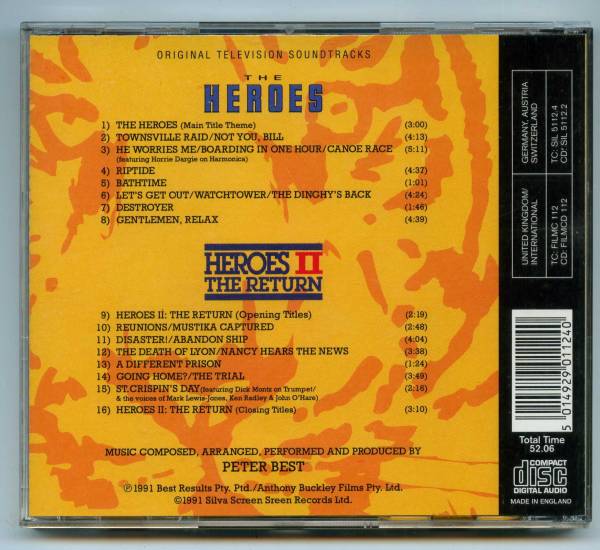 ORIGINAL TELEVISION SOUNDTRACKS
THE
HEROES
1) THE HEROES (Main Title Theme) (3:00)
2) TOWNSVILLE RAID/NOT YOU, BILL (4:13)
3) HE WORRIES ME/BOARDING IN ONE HOUR/CANOE RACE (5:11)
(featuring Horrie Dargie on Harmonica)
4) RIPTIDE (4:37)
5) BATHTIME (1:01)
6) LET'S GET OUT/WATCHTOWER/THE DINGHY'S BACK (4:24)
7) DESTROYER (1:46)
8) GENTLEMEN, RELAX (4:39)
HEROES II
THE RETURN
9) HEROES II: THE RETURN (Opening Titles) (2:19)
10) REUNIONS/MUSTIKA CAPTURED (2:48)
11) DISASTER!/ABANDON SHIP (4:04)
12) THE DEATH OF LYON/NANCY HEARS THE NEWS (3:38)
13) A DIFFERENT PRISON (1:24)
14) GOING HOME?/THE TRIAL (3:49)
15) ST.CRISPIN'S DAY (featuring Dick Montz on Trumpet/ (2:16)
& the voices of Mark Lewis-Jones, Ken Radley & John O'Hare)
16) HEROES II: THE RETURN (Closing Titles) (3:10)
MUSIC COMPOSED, ARRANGED, PERFORMED AND PRODUCED BY
PETER BEST
℗1991 Best Results Pty, Ptd./Anthony Buckley Films Pty. Ltd.
©1991 Silva Screen Sreen Records Ltd.
GERMANY, AUSTRIA
SWITZERLAND
TC: SIL 5112.4
CD' SIL 5112.2
UNITED KINGDOM/
INTERNATIONAL
TC: FILMC 112
CD: FILMCD 112
5 014929 011240
Total Time
52.06
COMPACT
disc
DIGITAL AUDIO
MADE IN ENGLAND